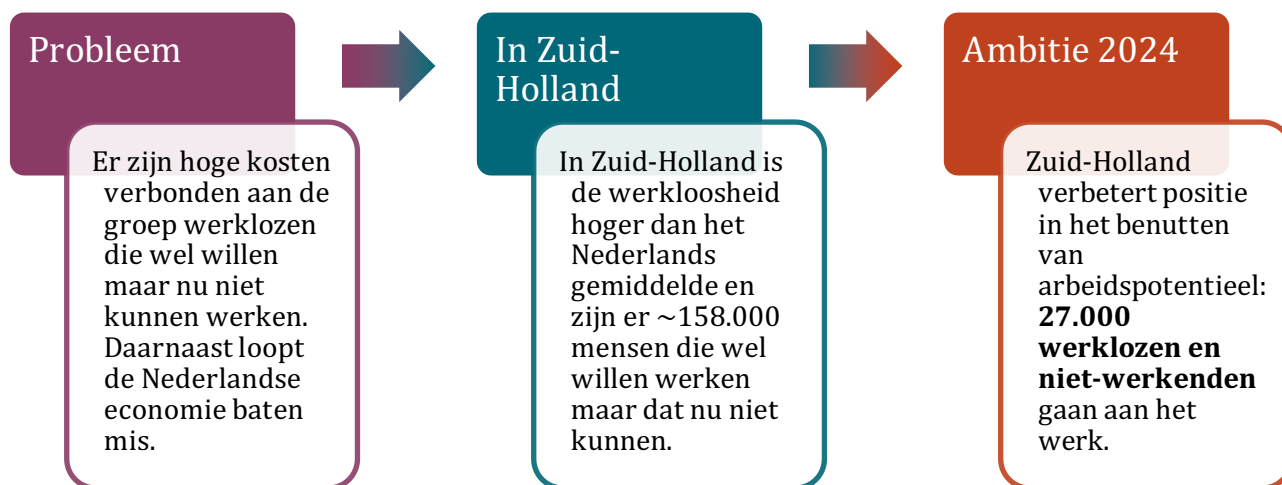 Probleem
Er zijn hoge kosten
verbonden aan de
groep werklozen
die wel willen
maar nu niet
kunnen werken.
Daarnaast loopt
de Nederlandse
economie baten
mis.
In Zuid-
Holland
In Zuid-Holland is
de werkloosheid
hoger dan het
Nederlands
gemiddelde en
zijn er ~158.000
mensen die wel
willen werken
maar dat nu niet
kunnen.
Ambitie 2024
Zuid-Holland
verbetert positie
in het benutten
van
arbeidspotentieel:
27.000
werklozen en
niet-werkenden
gaan aan het
werk.